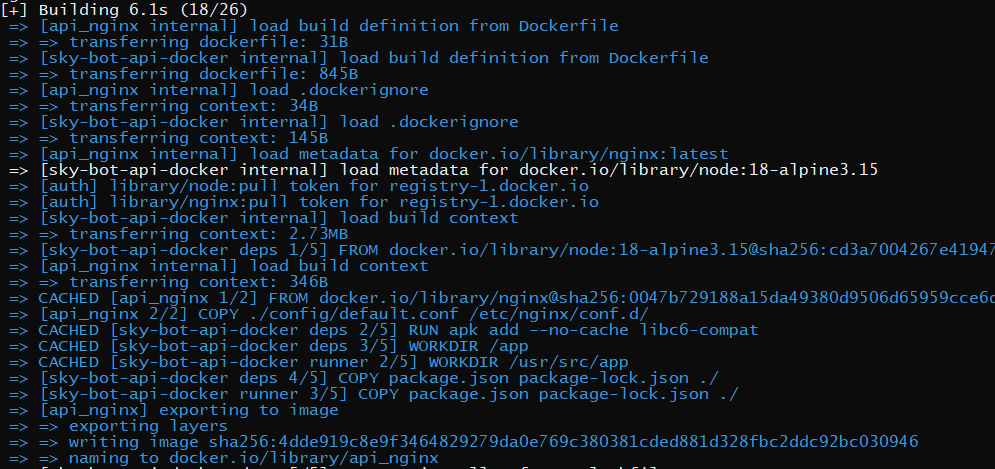 [+] Building 6.1s (18/26)
=> [api_nginx internal] load build definition from Dockerfile
=> => transferring dockerfile: 31B
=> [sky-bot-api-docker internal] load build definition from Dockerfile
=> => transferring dockerfile: 845B
=> [api_nginx internal] load .dockerignore
=> => transferring context: 34B
=> [sky-bot-api-docker internal] load .dockerignore
=> => transferring context: 145B
=> [api_nginx internal] load metadata for docker.io/library/nginx:latest
=> [sky-bot-api-docker internal] load metadata for docker.io/library/node:18-alpine3.15
=> [auth] library/node:pull token for registry-1.docker.io
=> [auth] library/nginx:pull token for registry-1.docker.io
=> [sky-bot-api-docker internal] load build context
=> => transferring context: 2.73MB
=> [sky-bot-api-docker deps 1/5] FROM docker.io/library/node:18-alpine3.15@sha256:cd3a7004267e41947
=> [api_nginx internal] load build context
=> => transferring context: 346B
=> CACHED [api_nginx 1/2] FROM docker.io/library/nginx@sha256:0047b729188a15da49380d9506d65959cce6c
=> [api_nginx 2/2] COPY ./config/default.conf /etc/nginx/conf.d/
=> CACHED [sky-bot-api-docker deps 2/5] RUN apk add --no-cache libc6-compat
=> CACHED [sky-bot-api-docker deps 3/5] WORKDIR /app
=> CACHED [sky-bot-api-docker runner 2/5] WORKDIR /usr/src/app
=> [sky-bot-api-docker deps 4/5] COPY package.json package-lock.json ./
=> [sky-bot-api-docker runner 3/5] COPY package.json package-lock.json ./
=> [api_nginx] exporting to image
=> => exporting layers
=> => writing image sha256:4dde919c8e9f3464829279da0e769c380381cded881d328fbc2ddc92bc030946
=> => naming to docker.io/library/api_nginx